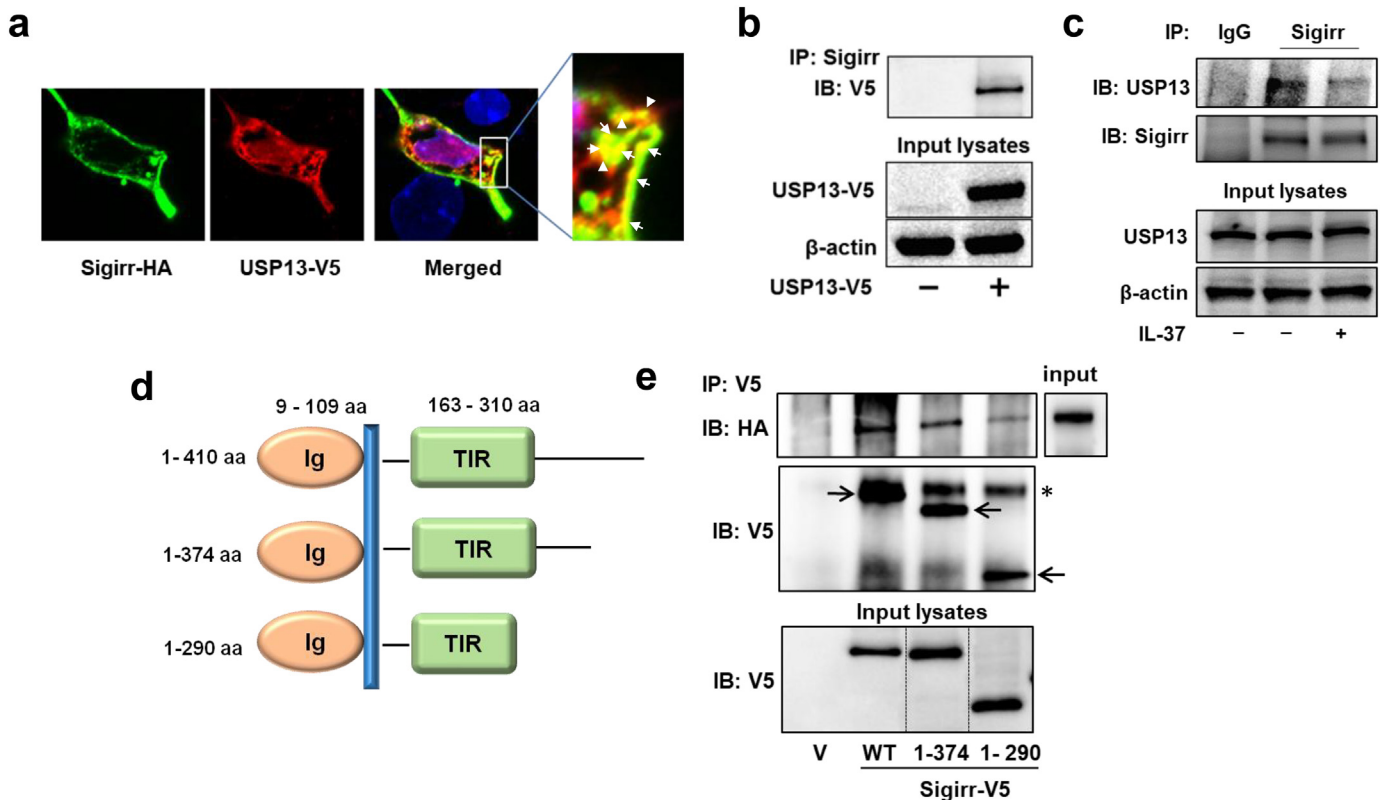 a
Sigirr-HA USP13-V5 Merged
b
IP: Sigirr
IB: V5
Input lysates
USP13-V5
β-actin
USP13-V5 – +
c
IP: IgG Sigirr
IB: USP13
IB: Sigirr
Input lysates
USP13
β-actin
IL-37 – – +
d
9 - 109 aa 163 - 310 aa
1- 410 aa Ig TIR
1-374 aa Ig TIR
1-290 aa Ig TIR
e
IP: V5 input
IB: HA
IB: V5 *
Input lysates
IB: V5
V WT 1-374 1- 290
Sigirr-V5